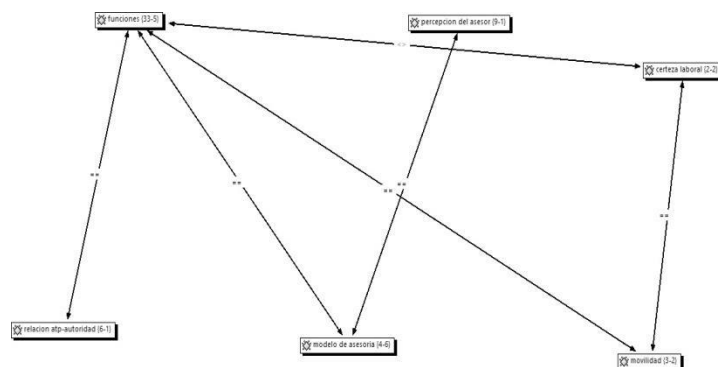 funciones (33-5)
percepcion del asesor (9-1)
<>
certeza laboral (2-2)
==
==
==
==
==
relacion atp-autoridad (6-1)
modelo de asesoria (4-6)
movilidad (3-2)